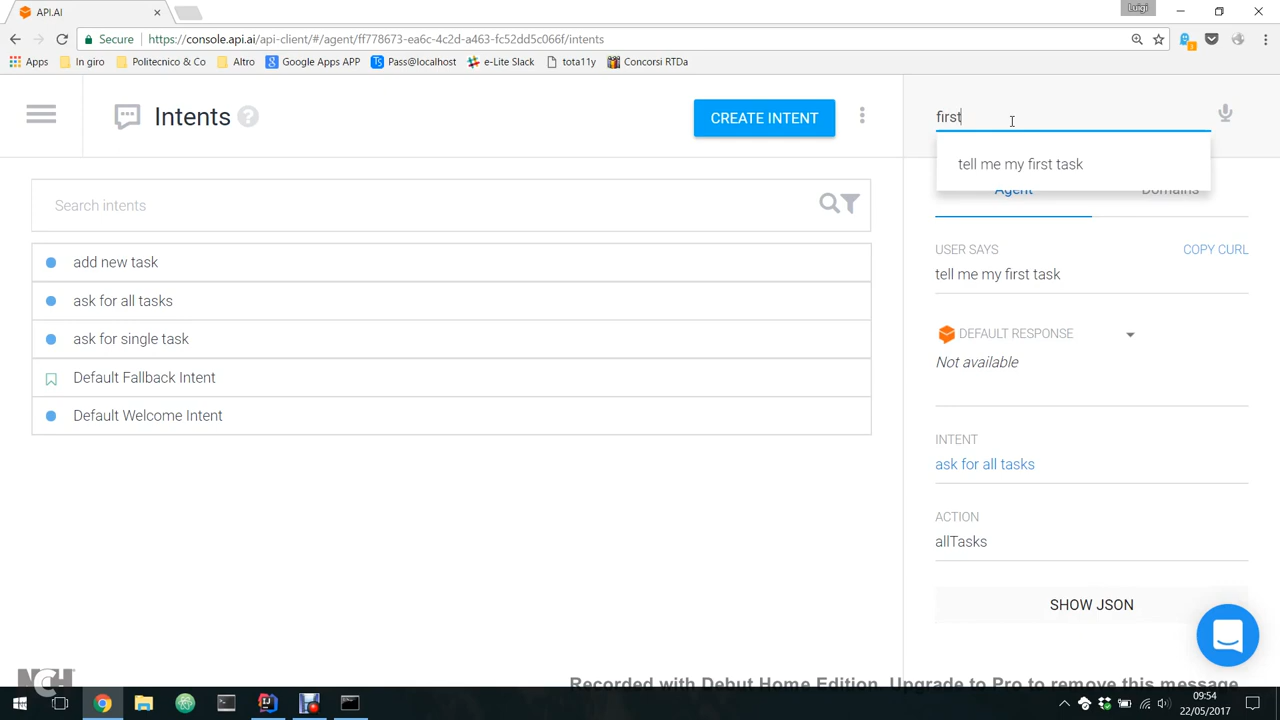 API.AI
Luigi
Secure
https://console.api.ai/api-client/#/agent/ff778673-ea6c-4c2d-a463-fc52dd5c066f/intents
3
Apps In giro Politecnico & Co Altro Google Apps APP Pass@localhost e-Lite Slack tota11y Concorsi RTDa
Intents ?
CREATE INTENT
first
tell me my first task
Agent Domains
Search intents
add new task
ask for all tasks
ask for single task
Default Fallback Intent
Default Welcome Intent
USER SAYS COPY CURL
tell me my first task
DEFAULT RESPONSE
Not available
INTENT
ask for all tasks
ACTION
allTasks
SHOW JSON
NCH
Recorded with Debut Home Edition. Upgrade to Pro to remove this message
09:54
22/05/2017